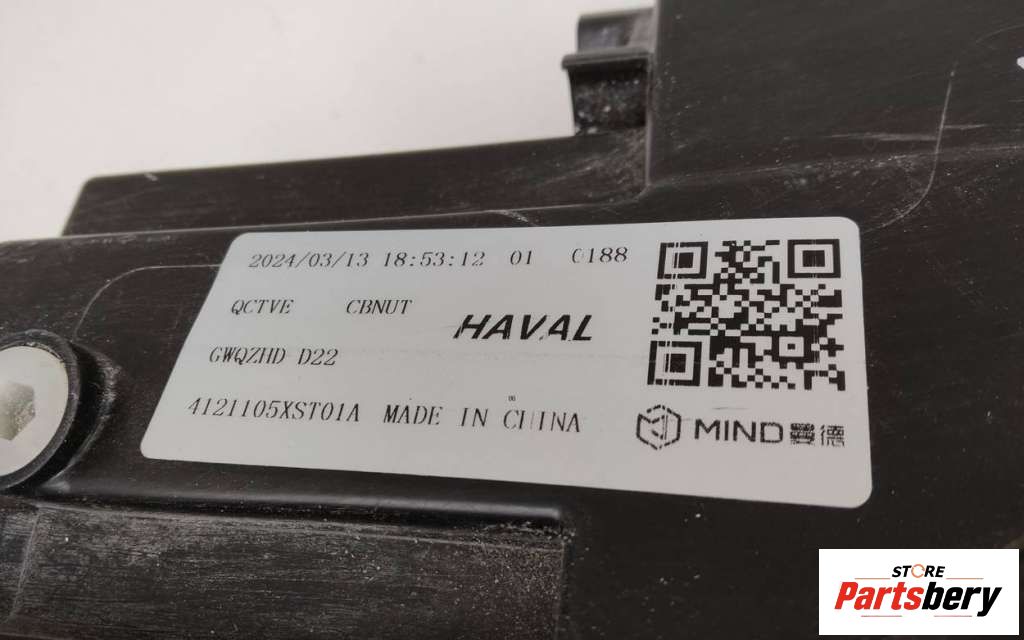 2024/03/13 18:53:12 01 0188
QCTVE CBNUT
HAVAL
GWQZHD D22
4121105XST01A MADE IN CHINA
MIND 曼德
STORE
Partsbery